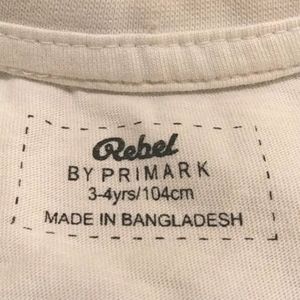 Rebel
BY PRIMARK
3-4yrs/104cm
MADE IN BANGLADESH